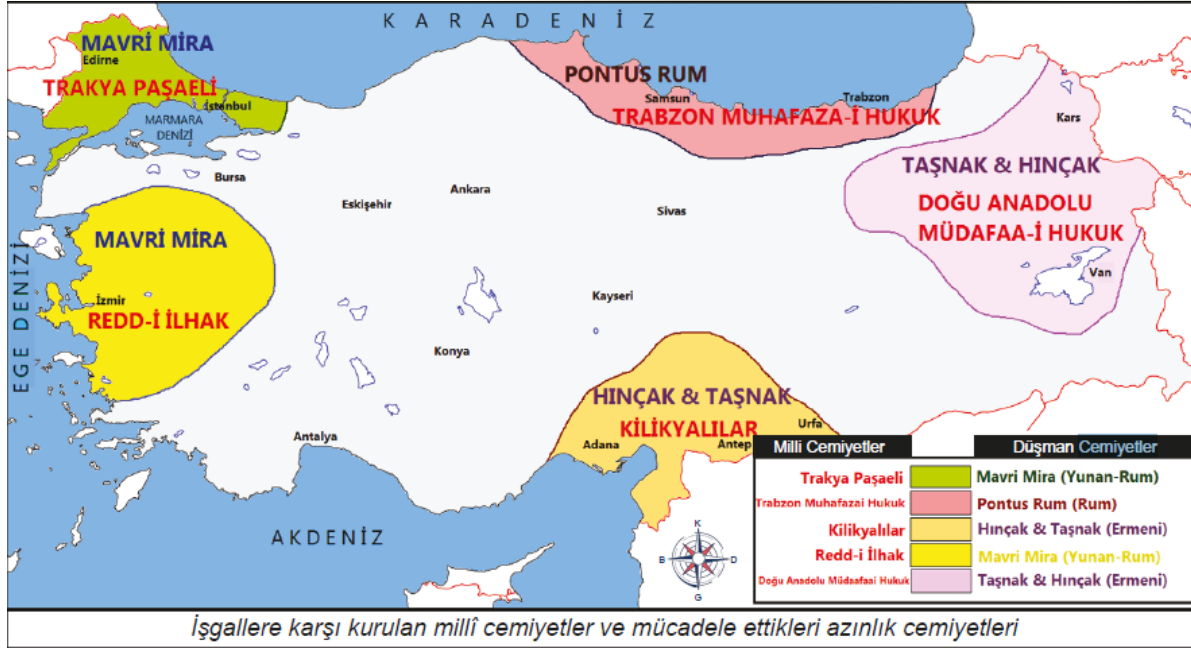 KARADENİZ
MAVRİ MİRA
Edirne
TRAKYA PAŞAELİ
İstanbul
MARMARA
DENİZİ
Bursa
PONTUS RUM
Samsun
Trabzon
TRABZON MUHAFAZA-İ HUKUK
Kars
TAŞNAK & HINÇAK
DOĞU ANADOLU
MÜDAFAA-İ HUKUK
Van
Eskişehir
Ankara
Sivas
Kayseri
Konya
EGE DENİZİ
MAVRİ MİRA
İzmir
REDD-İ İLHAK
Antalya
HINÇAK & TAŞNAK
KİLİKYALILAR
Urfa
Adana
Antep
AKDENİZ
K
B
D
G
Milli Cemiyetler Düşman Cemiyetler
Trakya Paşaeli Mavri Mira (Yunan-Rum)
Trabzon Muhafazai Hukuk Pontus Rum (Rum)
Kilikyalılar Hınçak & Taşnak (Ermeni)
Redd-i İlhak Mavri Mira (Yunan-Rum)
Doğu Anadolu Müdaafaai Hukuk Taşnak & Hınçak (Ermeni)
İşgallere karşı kurulan millî cemiyetler ve mücadele ettikleri azınlık cemiyetleri